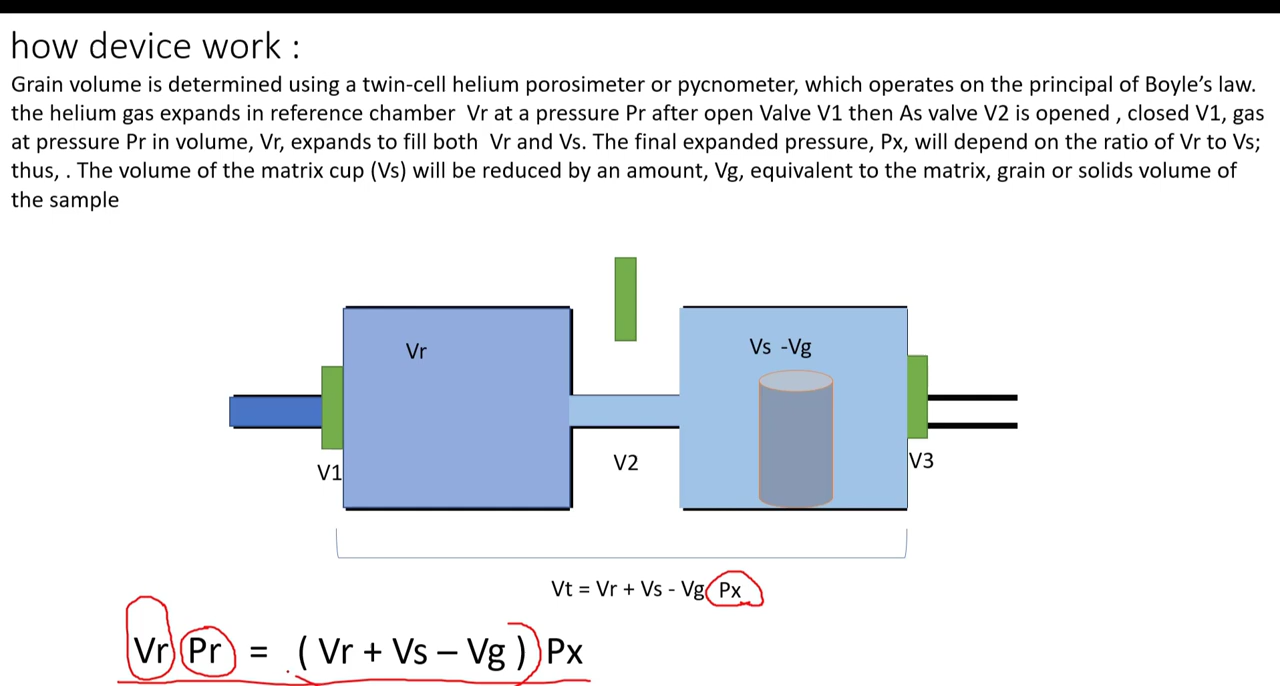 how device work :
Grain volume is determined using a twin-cell helium porosimeter or pycnometer, which operates on the principal of Boyle’s law.
the helium gas expands in reference chamber Vr at a pressure Pr after open Valve V1 then As valve V2 is opened , closed V1, gas
at pressure Pr in volume, Vr, expands to fill both Vr and Vs. The final expanded pressure, Px, will depend on the ratio of Vr to Vs;
thus, . The volume of the matrix cup (Vs) will be reduced by an amount, Vg, equivalent to the matrix, grain or solids volume of
the sample
Vr
Vs -Vg
V1
V2
V3
Vt = Vr + Vs - Vg Px
Vr Pr = ( Vr + Vs – Vg ) Px